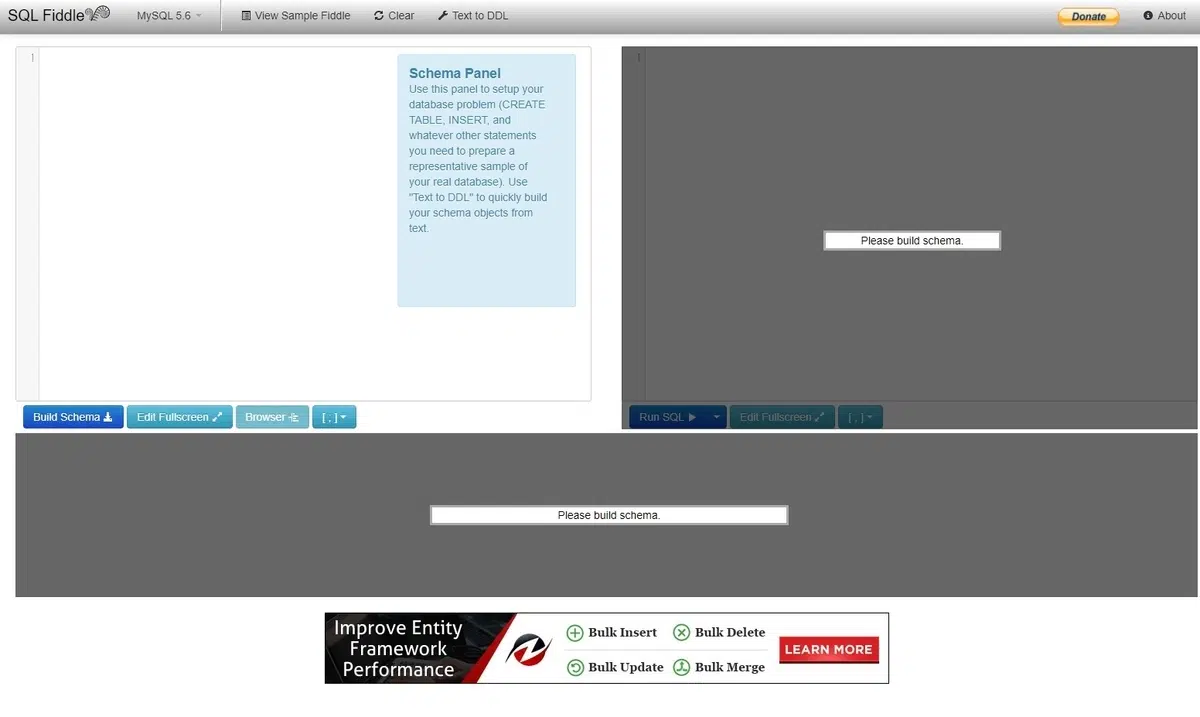 SQL Fiddle
MySQL 5.6
View Sample Fiddle
Clear
Text to DDL
Donate
About
1
Schema Panel
Use this panel to setup your
database problem (CREATE
TABLE, INSERT, and
whatever other statements
you need to prepare a
representative sample of
your real database). Use
"Text to DDL" to quickly build
your schema objects from
text.
1
Please build schema.
Build Schema
Edit Fullscreen
Browser
[ ; ]
Run SQL
Edit Fullscreen
[ ; ]
Please build schema.
Improve Entity
Framework
Performance
Bulk Insert
Bulk Delete
Bulk Update
Bulk Merge
LEARN MORE